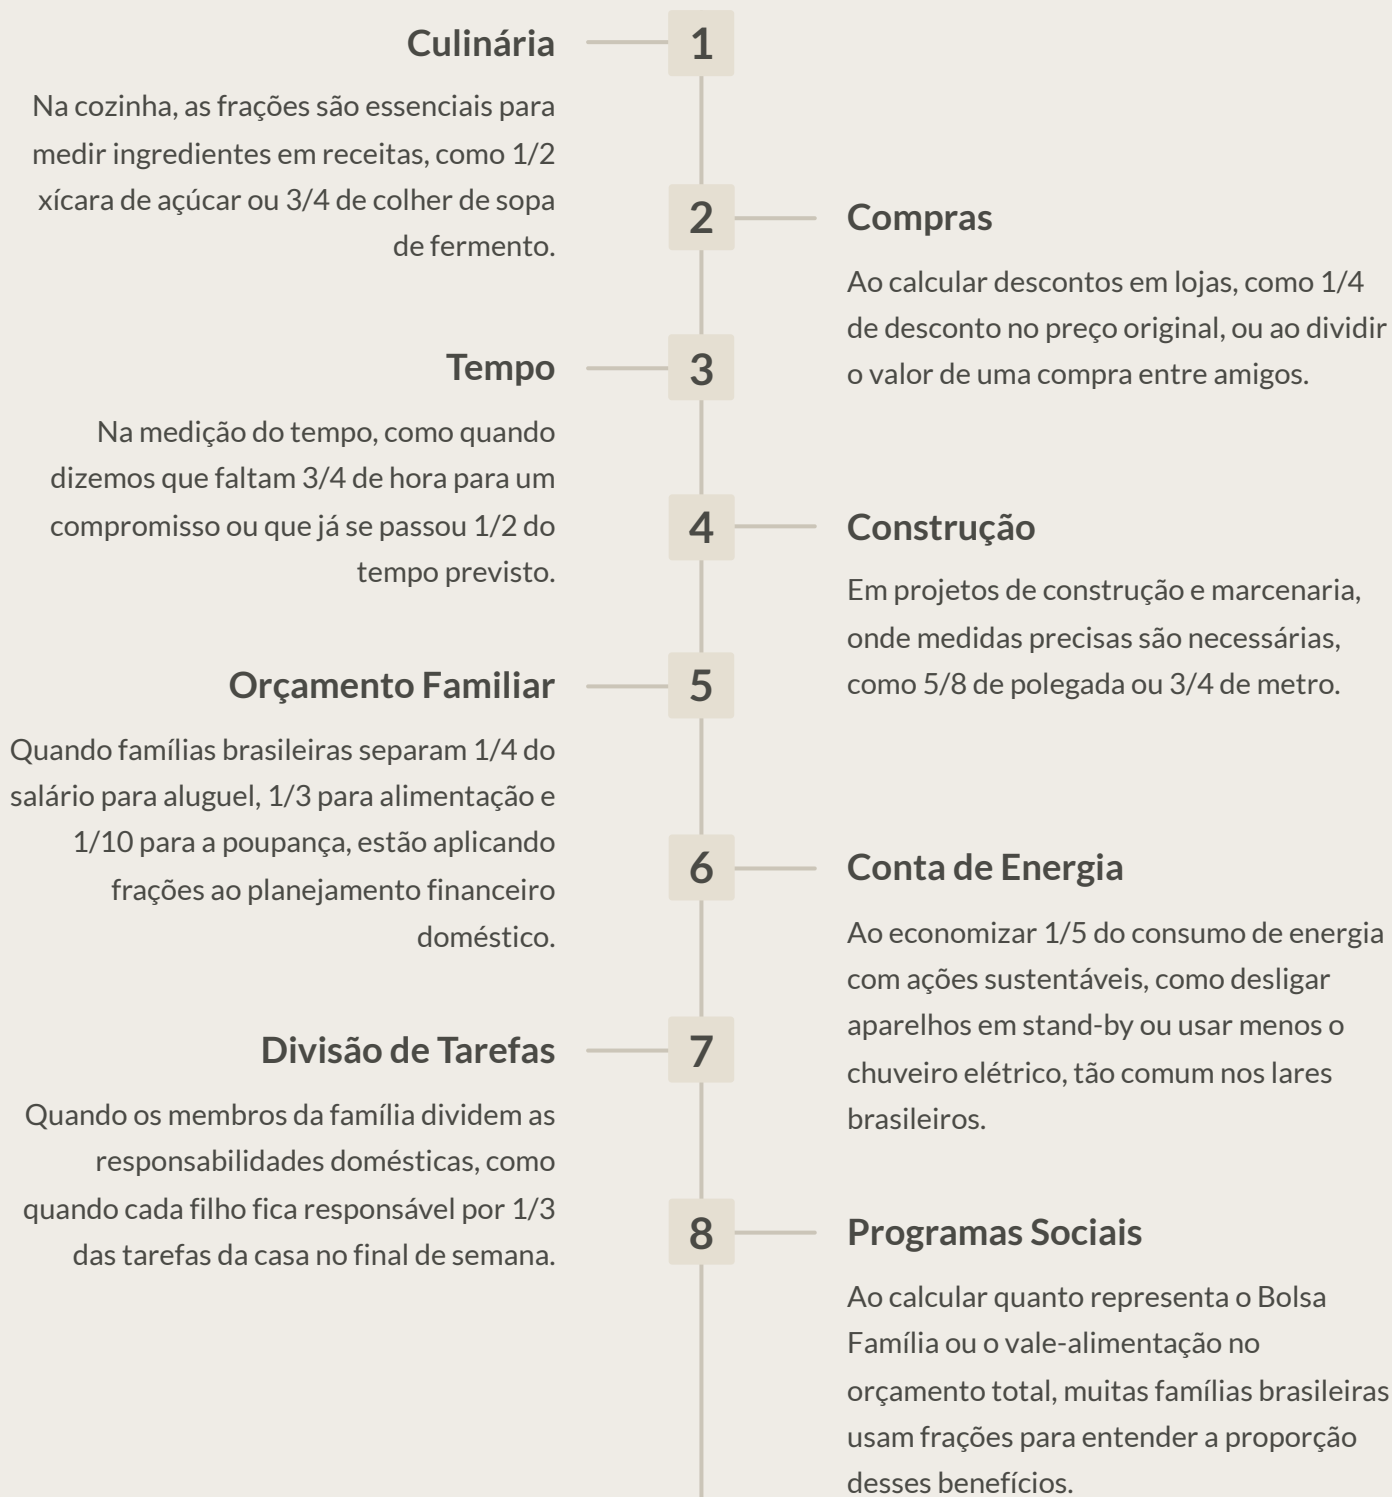 Culinária
1
Na cozinha, as frações são essenciais para
medir ingredientes em receitas, como 1/2
xícara de açúcar ou 3/4 de colher de sopa
de fermento.
2
Compras
Ao calcular descontos em lojas, como 1/4
de desconto no preço original, ou ao dividir
o valor de uma compra entre amigos.
Tempo
3
Na medição do tempo, como quando
dizemos que faltam 3/4 de hora para um
compromisso ou que já se passou 1/2 do
tempo previsto.
4
Construção
Em projetos de construção e marcenaria,
onde medidas precisas são necessárias,
como 5/8 de polegada ou 3/4 de metro.
Orçamento Familiar
5
Quando famílias brasileiras separam 1/4 do
salário para aluguel, 1/3 para alimentação e
1/10 para a poupança, estão aplicando
frações ao planejamento financeiro
doméstico.
6
Conta de Energia
Ao economizar 1/5 do consumo de energia
com ações sustentáveis, como desligar
aparelhos em stand-by ou usar menos o
chuveiro elétrico, tão comum nos lares
brasileiros.
Divisão de Tarefas
7
Quando os membros da família dividem as
responsabilidades domésticas, como
quando cada filho fica responsável por 1/3
das tarefas da casa no final de semana.
8
Programas Sociais
Ao calcular quanto representa o Bolsa
Família ou o vale-alimentação no
orçamento total, muitas famílias brasileiras
usam frações para entender a proporção
desses benefícios.